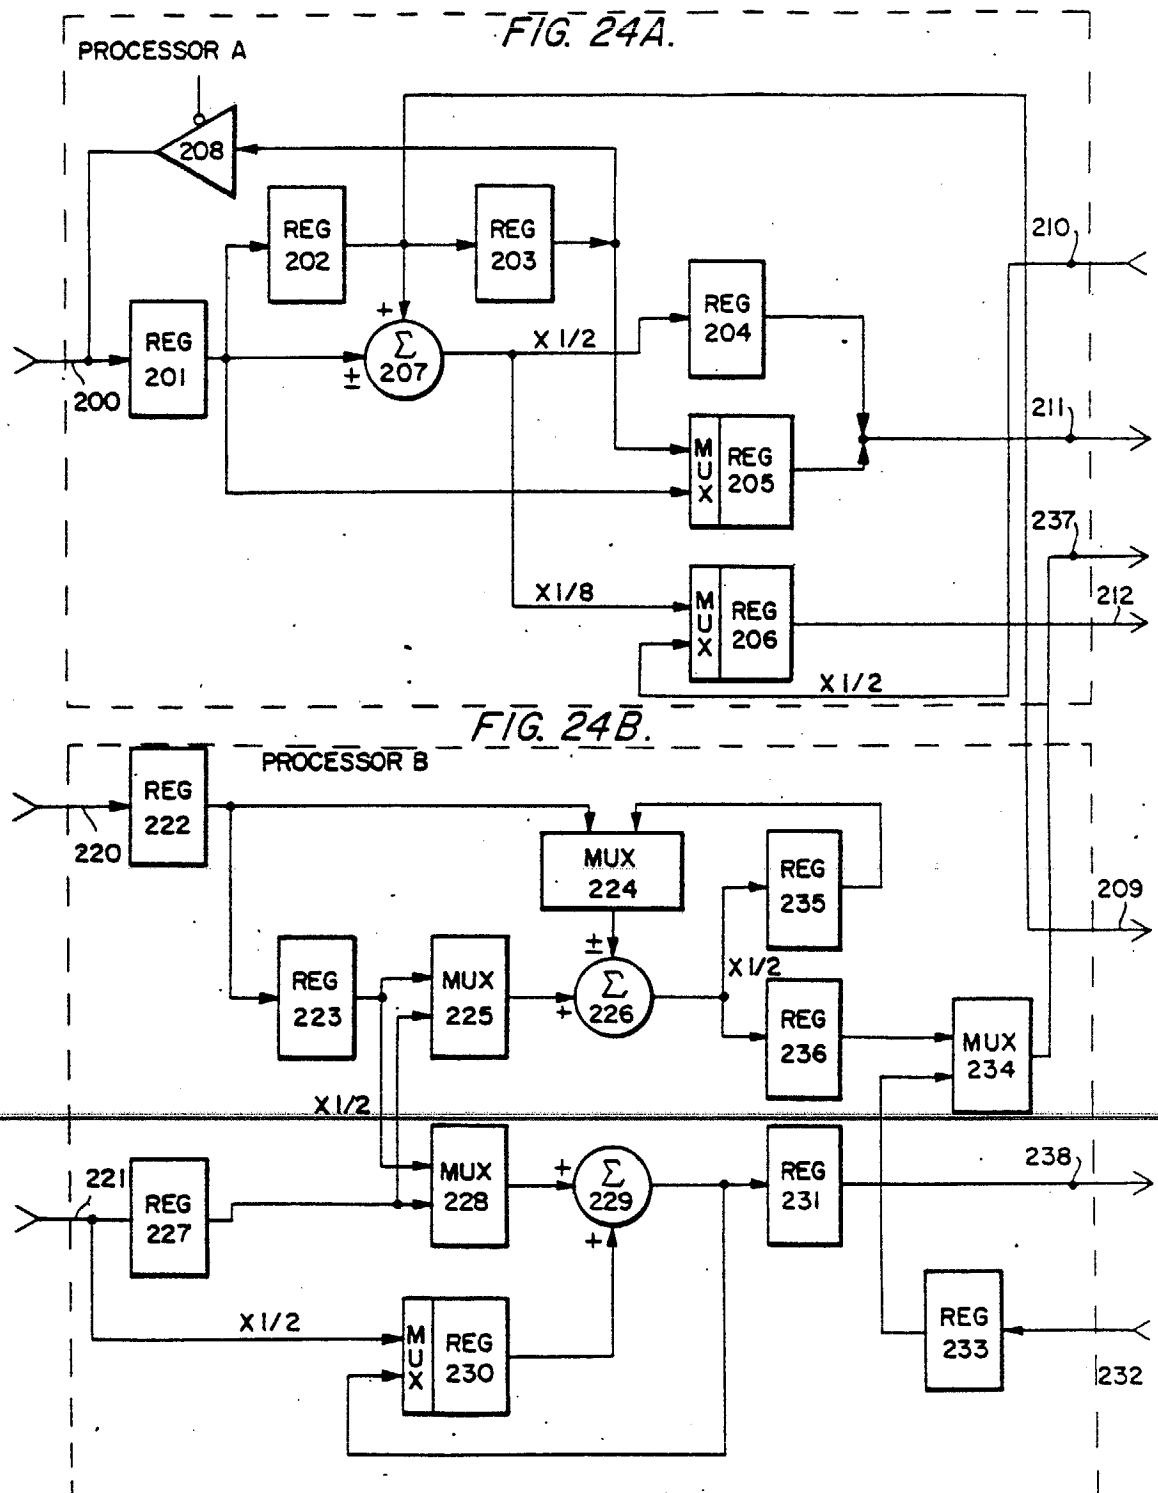 FIG. 24A.
PROCESSOR A
208
REG
202
REG
203
210
REG
204
+
REG
201
Σ
207
±
X 1/2
200
211
MUX
REG
205
237
X 1/8
MUX
REG
206
212
X 1/2
FIG. 24B.
PROCESSOR B
REG
222
220
MUX
224
REG
235
209
±
REG
223
MUX
225
Σ
226
+
X 1/2
REG
236
MUX
234
X 1/2
221
REG
227
MUX
228
+
Σ
229
+
REG
231
238
X 1/2
MUX
REG
230
REG
233
232